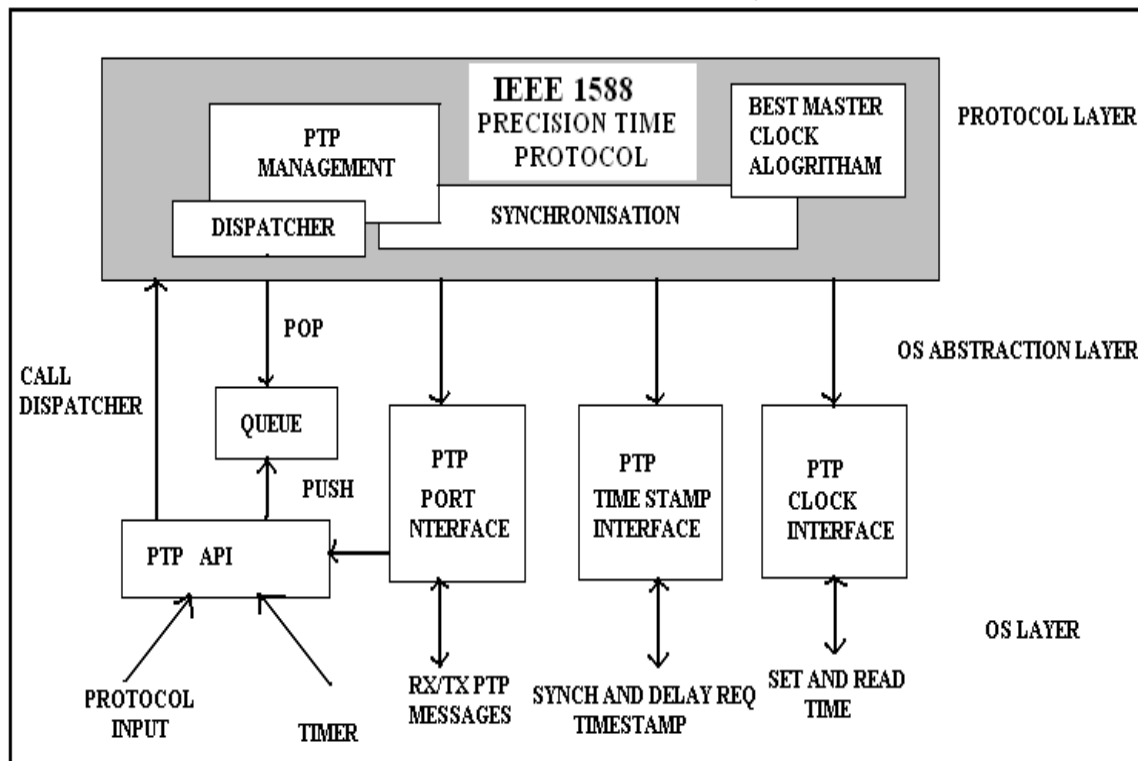 IEEE 1588
PRECISION TIME
PROTOCOL
BEST MASTER
CLOCK
ALOGRITHAM
PROTOCOL LAYER
PTP
MANAGEMENT
SYNCHRONISATION
DISPATCHER
POP
OS ABSTRACTION LAYER
CALL
DISPATCHER
QUEUE
PUSH
PTP
PORT
NTERFACE
PTP
TIME STAMP
INTERFACE
PTP
CLOCK
INTERFACE
PTP API
OS LAYER
PROTOCOL
INPUT
TIMER
RX/TX PTP
MESSAGES
SYNCH AND DELAY REQ
TIMESTAMP
SET AND READ
TIME